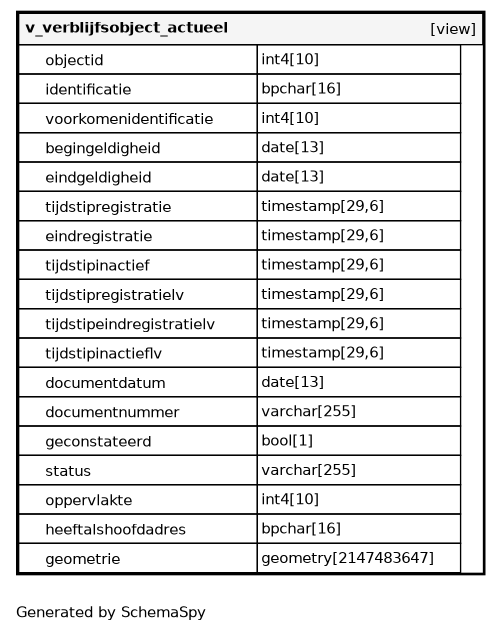 v_verblijfsobject_actueel [view]
objectid int4[10]
identificatie bpchar[16]
voorkomenidentificatie int4[10]
begingeldigheid date[13]
eindgeldigheid date[13]
tijdstipregistratie timestamp[29,6]
eindregistratie timestamp[29,6]
tijdstipinactief timestamp[29,6]
tijdstipregistratielv timestamp[29,6]
tijdstipeindregistratielv timestamp[29,6]
tijdstipinactieflv timestamp[29,6]
documentdatum date[13]
documentnummer varchar[255]
geconstateerd bool[1]
status varchar[255]
oppervlakte int4[10]
heeftalshoofdadres bpchar[16]
geometrie geometry[2147483647]
Generated by SchemaSpy